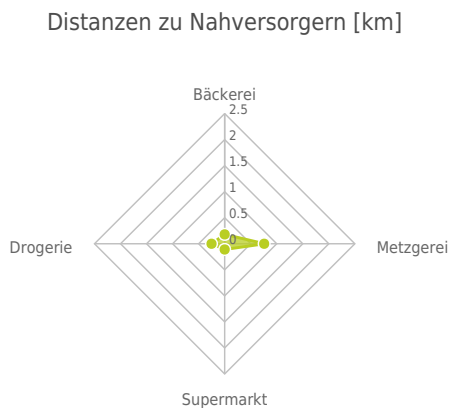 Distanzen zu Nahversorgern [km]
Bäckerei
2.5
2
1.5
1
0.5
0
Drogerie
Metzgerei
Supermarkt